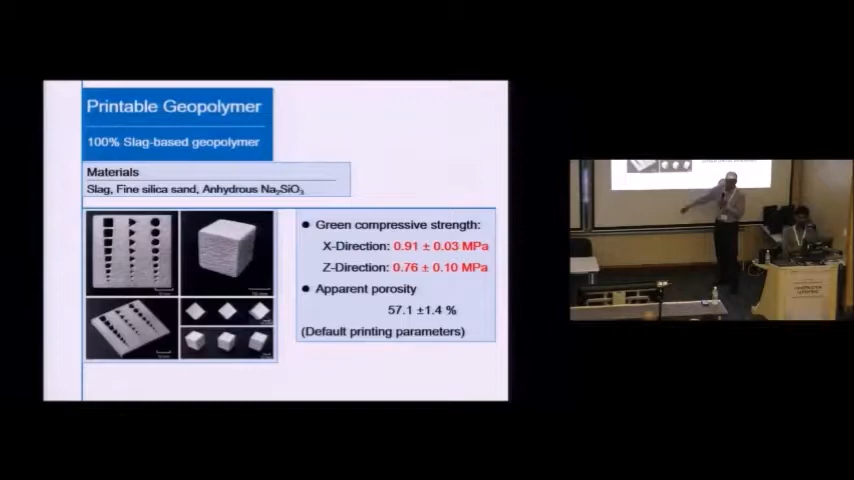 Printable Geopolymer
100% Slag-based geopolymer
Materials
Slag, Fine silica sand, Anhydrous Na₂SiO₃
● Green compressive strength:
X-Direction: 0.91 ± 0.03 MPa
Z-Direction: 0.76 ± 0.10 MPa
● Apparent porosity
57.1 ±1.4 %
(Default printing parameters)